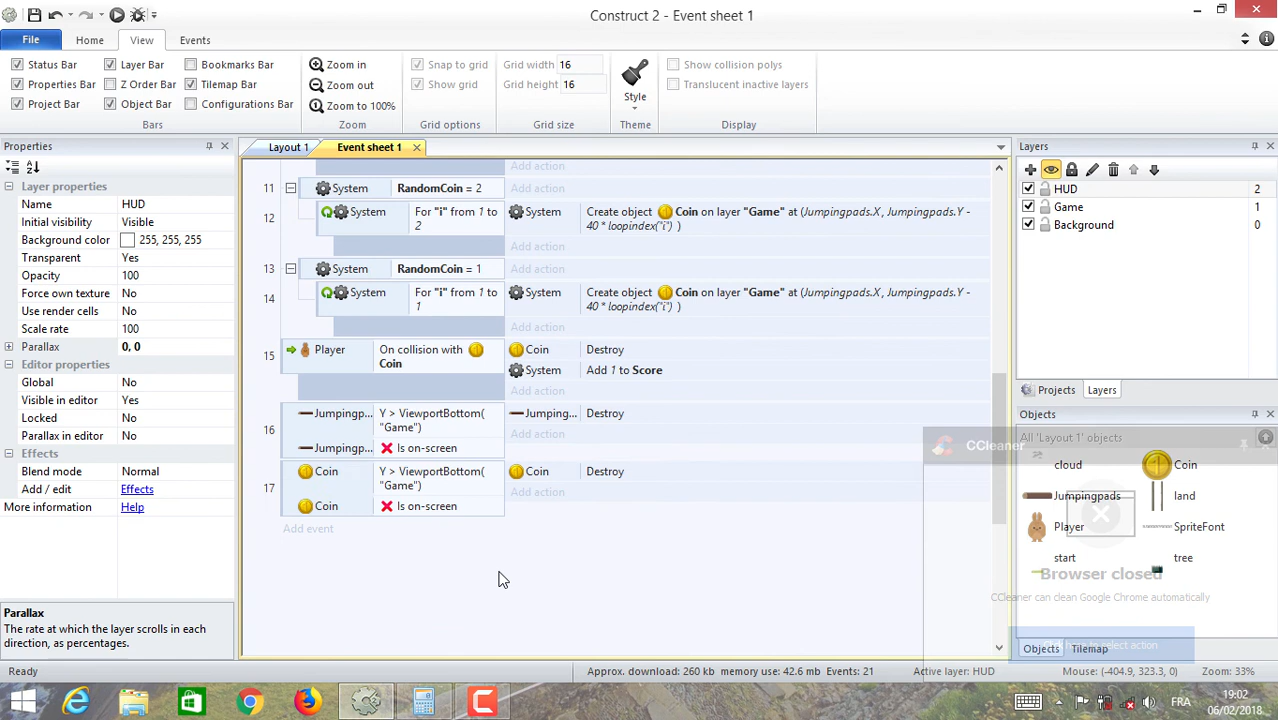 Construct 2 - Event sheet 1
File Home View Events
Status Bar Layer Bar Bookmarks Bar Zoom in Snap to grid Grid width 16 Show collision polys
Properties Bar Z Order Bar Tilemap Bar Zoom out Show grid Grid height 16 Translucent inactive layers
Project Bar Object Bar Configurations Bar Zoom to 100% Style
Bars Zoom Grid options Grid size Theme Display
Properties
Layout 1 Event sheet 1
Layers
Layer properties
Name HUD
Initial visibility Visible
Background color 255, 255, 255
Transparent Yes
Opacity 100
Force own texture No
Use render cells No
Scale rate 100
Parallax 0, 0
Editor properties
Global No
Visible in editor Yes
Locked No
Parallax in editor No
Effects
Blend mode Normal
Add / edit Effects
More information Help
Parallax
The rate at which the layer scrolls in each
direction, as percentages.
Add action
11 System RandomCoin = 2 Add action
12 System For "i" from 1 to
2
System Create object Coin on layer "Game" at (Jumpingpads.X , Jumpingpads.Y -
40 * loopindex("i") )
Add action
13 System RandomCoin = 1 Add action
14 System For "i" from 1 to
1
System Create object Coin on layer "Game" at (Jumpingpads.X , Jumpingpads.Y -
40 * loopindex("i") )
Add action
15 Player On collision with
Coin
Coin Destroy
System Add 1 to Score
Add action
16 Jumpingp... Y > ViewportBottom(
"Game")
Jumpingp... Is on-screen
Jumping... Destroy
Add action
17 Coin Y > ViewportBottom(
"Game")
Coin Is on-screen
Coin Destroy
Add action
Add event
HUD 2
Game 1
Background 0
Projects Layers
Objects
All 'Layout 1' objects
CCleaner
cloud Coin
Jumpingpads land
Player SpriteFont
start tree
Browser closed
CCleaner can clean Google Chrome automatically
Click here to select action
Objects Tilemap
Ready Approx. download: 260 kb memory use: 42.6 mb Events: 21 Active layer: HUD Mouse: (-404.9, 323.3, 0) Zoom: 33%
FRA
19:02
06/02/2018